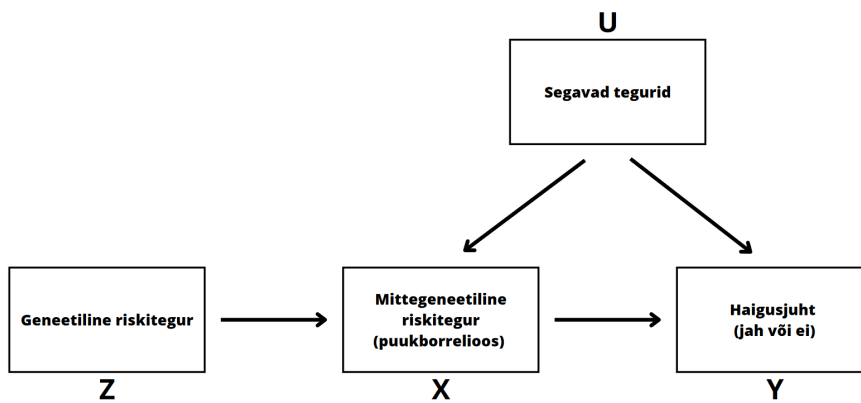 U
Segavad tegurid
Geneetiline riskitegur
Z
Mittegeneetiline
riskitegur
(puukborrelioos)
X
Haigusjuht
(jah või ei)
Y